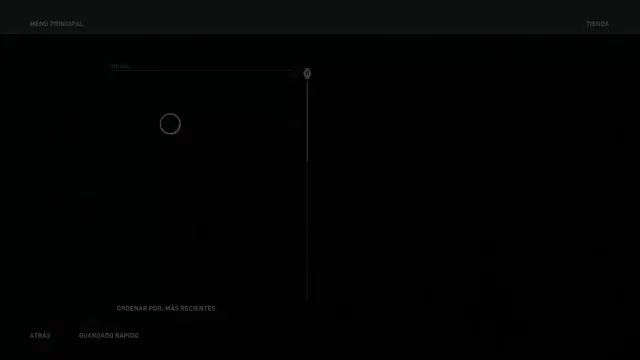 MENÚ PRINCIPAL
TIENDA
ORDENAR POR: MÁS RECIENTES
ATRÁS
GUARDADO RÁPIDO